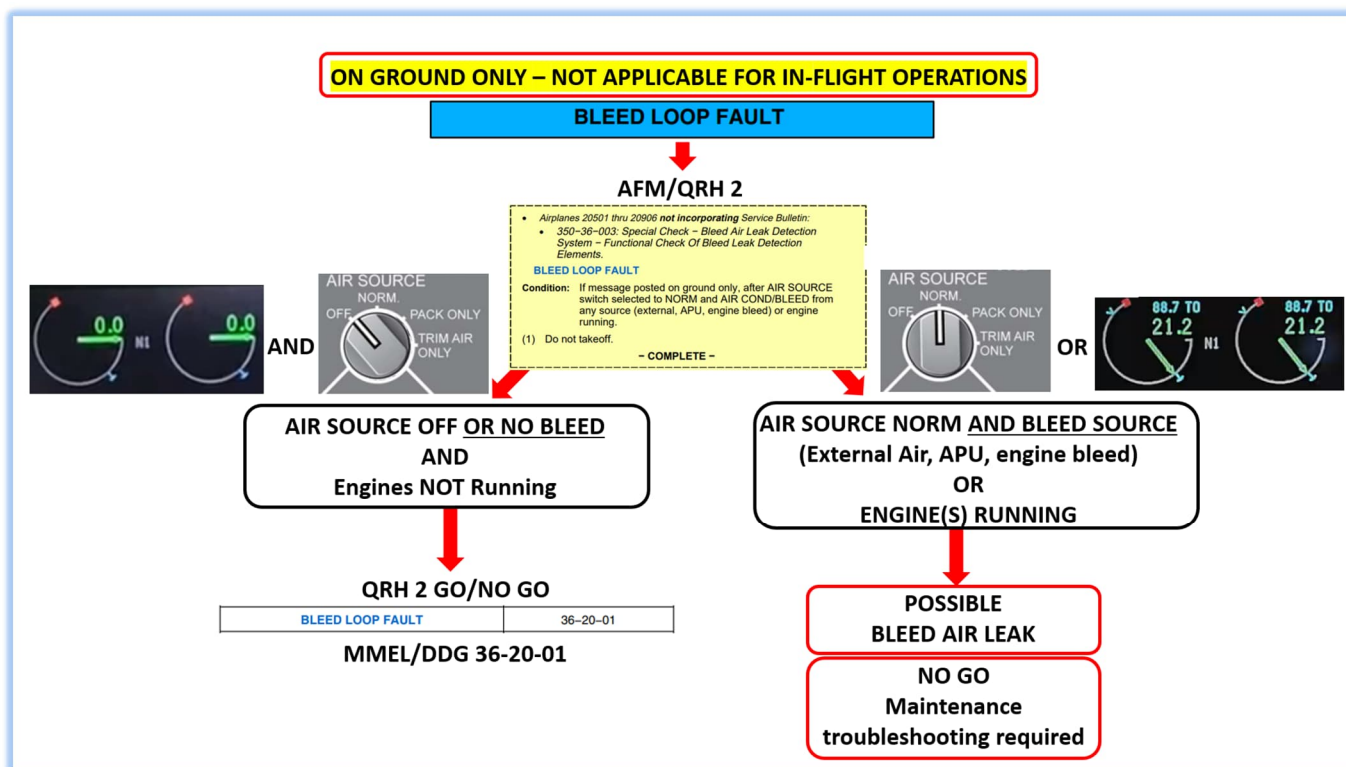 ON GROUND ONLY – NOT APPLICABLE FOR IN-FLIGHT OPERATIONS
BLEED LOOP FAULT
AFM/QRH 2
• Airplanes 20501 thru 20906 not incorporating Service Bulletin:
• 350-36-003: Special Check – Bleed Air Leak Detection
System – Functional Check Of Bleed Leak Detection
Elements.
BLEED LOOP FAULT
Condition: If message posted on ground only, after AIR SOURCE
switch selected to NORM and AIR COND/BLEED from
any source (external, APU, engine bleed) or engine
running.
(1) Do not takeoff.
– COMPLETE –
0.0 N1 0.0
AND
AIR SOURCE
NORM.
OFF PACK ONLY
TRIM AIR
ONLY
AIR SOURCE
NORM.
OFF PACK ONLY
TRIM AIR
ONLY
OR
88.7 TO 88.7 TO
21.2 N1 21.2
AIR SOURCE OFF OR NO BLEED
AND
Engines NOT Running
AIR SOURCE NORM AND BLEED SOURCE
(External Air, APU, engine bleed)
OR
ENGINE(S) RUNNING
QRH 2 GO/NO GO
BLEED LOOP FAULT 36–20–01
MMEL/DDG 36-20-01
POSSIBLE
BLEED AIR LEAK
NO GO
Maintenance
troubleshooting required